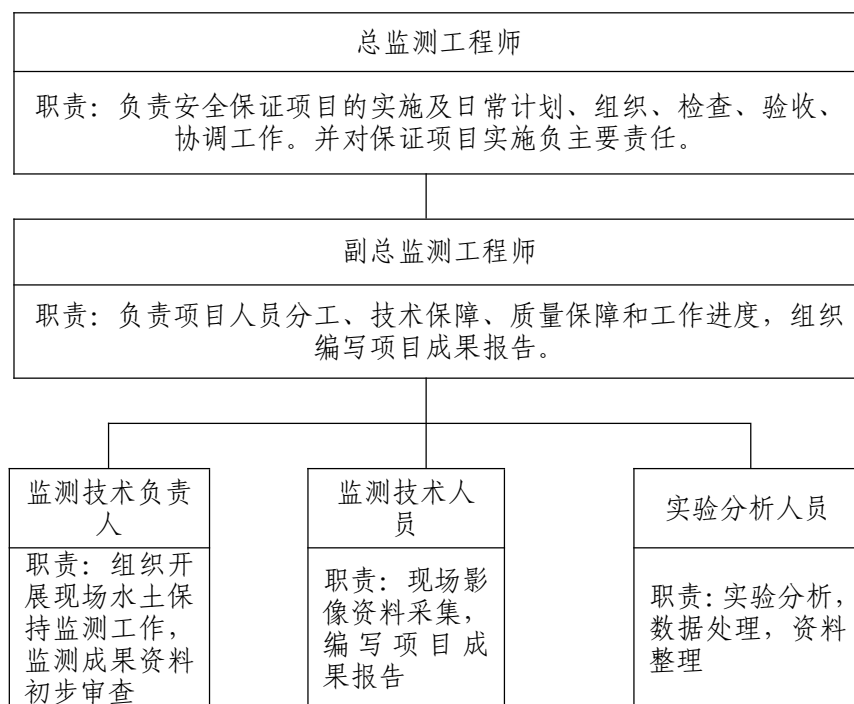 总监测工程师
职责：负责安全保证项目的实施及日常计划、组织、检查、验收、
协调工作。并对保证项目实施负主要责任。
副总监测工程师
职责：负责项目人员分工、技术保障、质量保障和工作进度，组织
编写项目成果报告。
监测技术负责
人
职责：组织开
展现场水土保
持监测工作，
监测成果资料
初步审查
监测技术人
员
职责：现场影
像资料采集，
编写项目成
果报告
实验分析人员
职责：实验分析，
数据处理，资料
整理